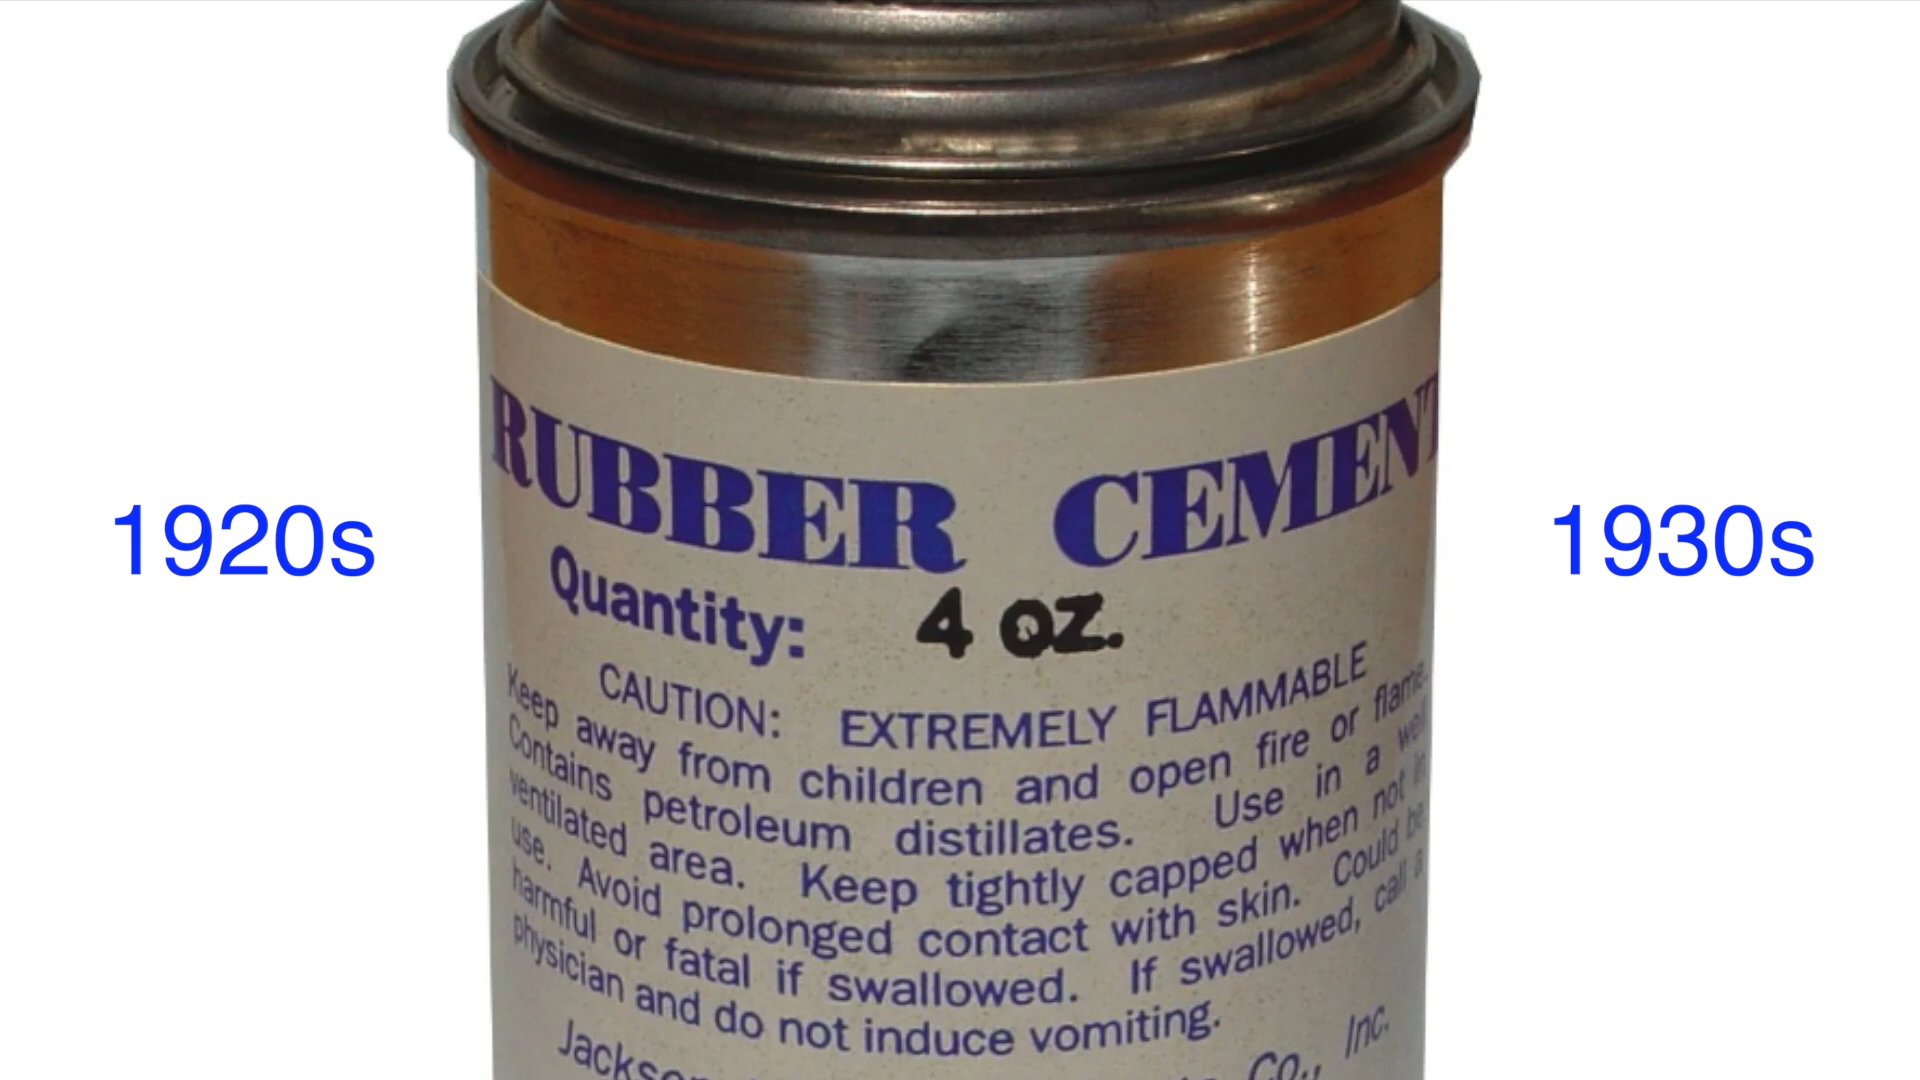 RUBBER CEMENT
Quantity: 4 oz.
CAUTION: EXTREMELY FLAMMABLE
Keep away from children and open fire or flame.
Contains petroleum distillates. Use in a well
ventilated area. Keep tightly capped when not in
use. Avoid prolonged contact with skin. Could be
harmful or fatal if swallowed. If swallowed, call a
physician and do not induce vomiting.
Co., Inc.
1920s
1930s